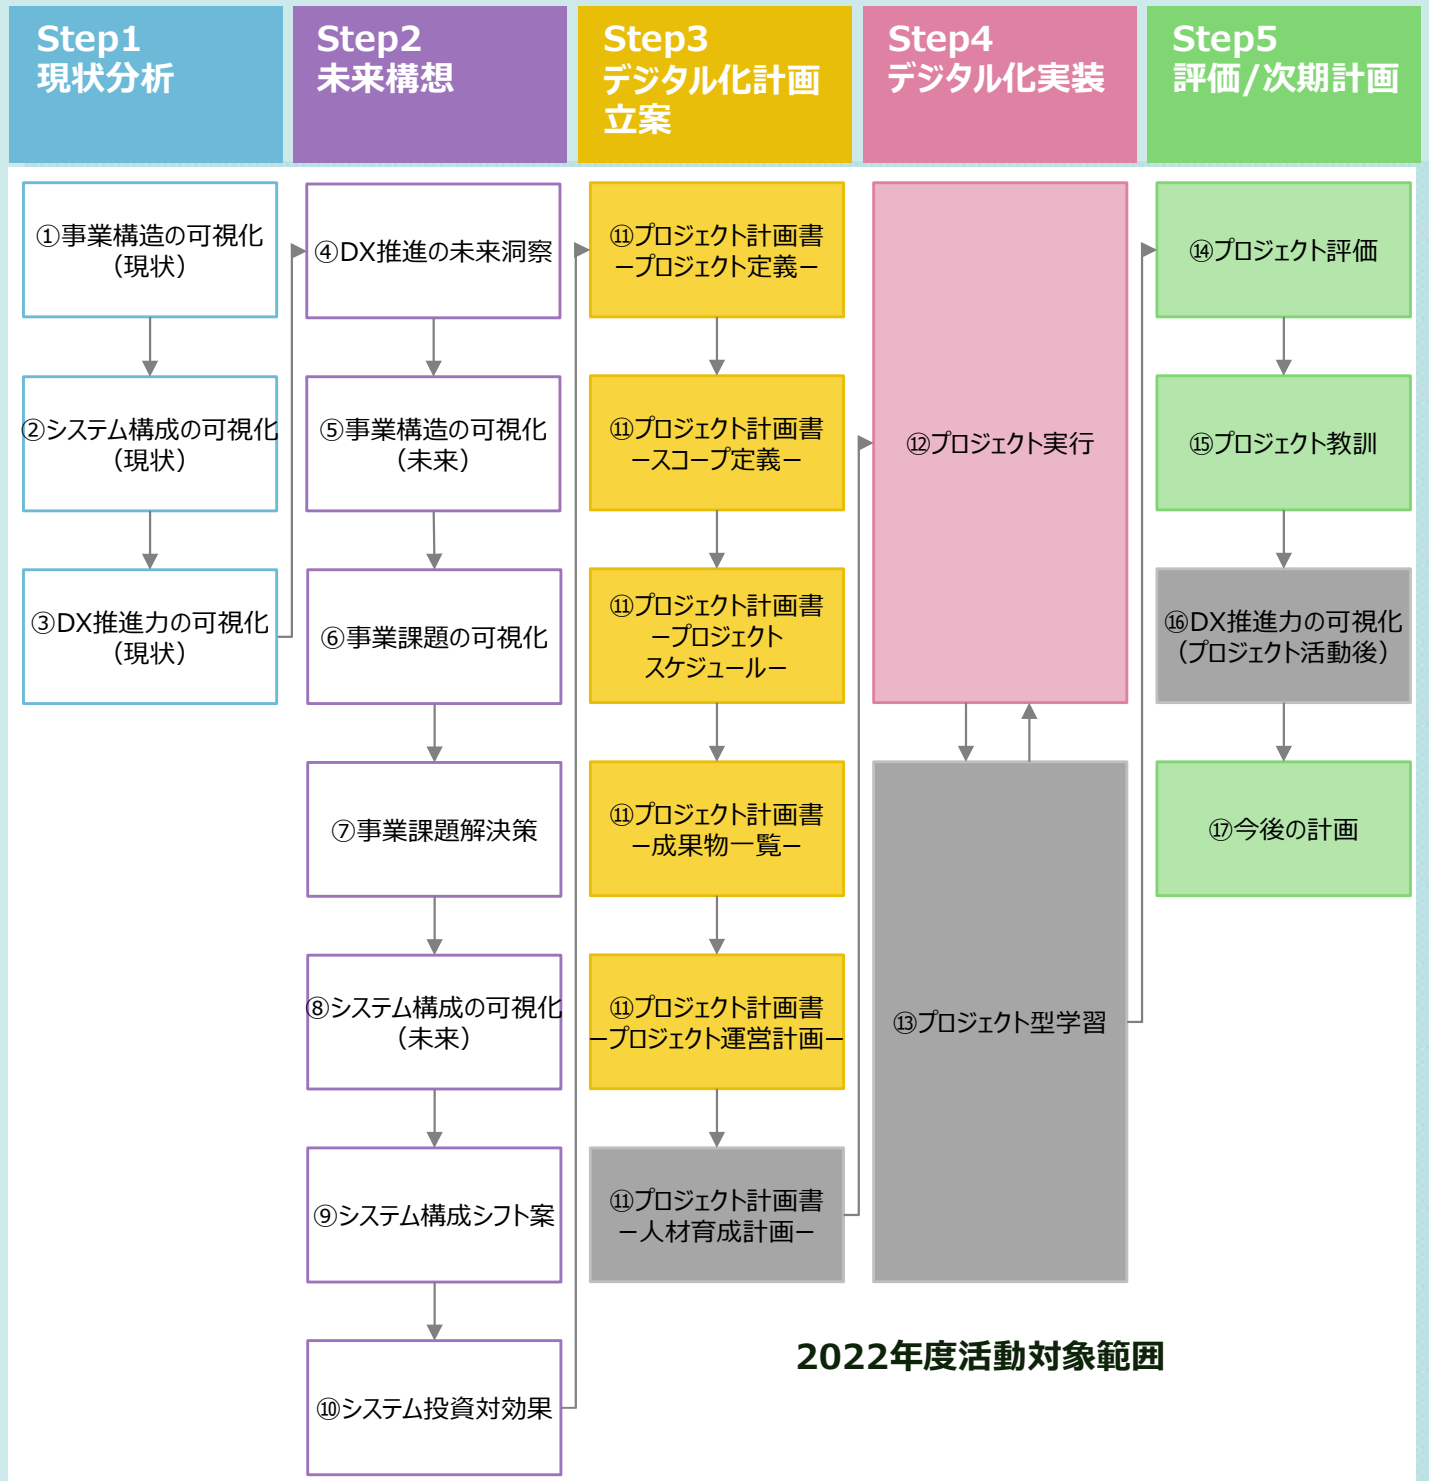 Step1
現状分析
Step2
未来構想
Step3
デジタル化計画
立案
Step4
デジタル化実装
Step5
評価/次期計画
①事業構造の可視化
（現状）
②システム構成の可視化
（現状）
③DX推進力の可視化
（現状）
④DX推進の未来洞察
⑤事業構造の可視化
（未来）
⑥事業課題の可視化
⑦事業課題解決策
⑧システム構成の可視化
（未来）
⑨システム構成シフト案
⑩システム投資対効果
⑪プロジェクト計画書
－プロジェクト定義－
⑪プロジェクト計画書
－スコープ定義－
⑪プロジェクト計画書
－プロジェクト
スケジュール－
⑪プロジェクト計画書
－成果物一覧－
⑪プロジェクト計画書
－プロジェクト運営計画－
⑪プロジェクト計画書
－人材育成計画－
⑫プロジェクト実行
⑬プロジェクト型学習
⑭プロジェクト評価
⑮プロジェクト教訓
⑯DX推進力の可視化
（プロジェクト活動後）
⑰今後の計画
2022年度活動対象範囲